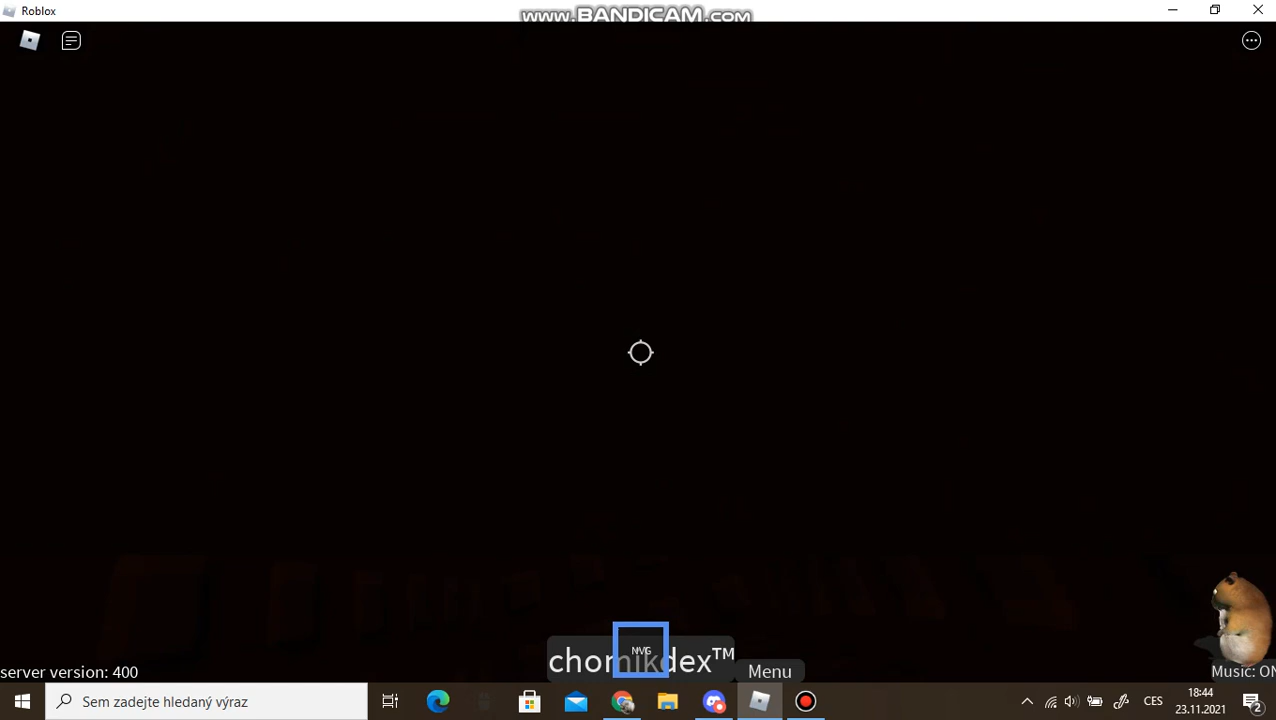 Roblox
www.BANDICAM.com
NVG
chomikdex™
Menu
server version: 400
Music: ON
Sem zadejte hledaný výraz
CES
18:44
23.11.2021
2